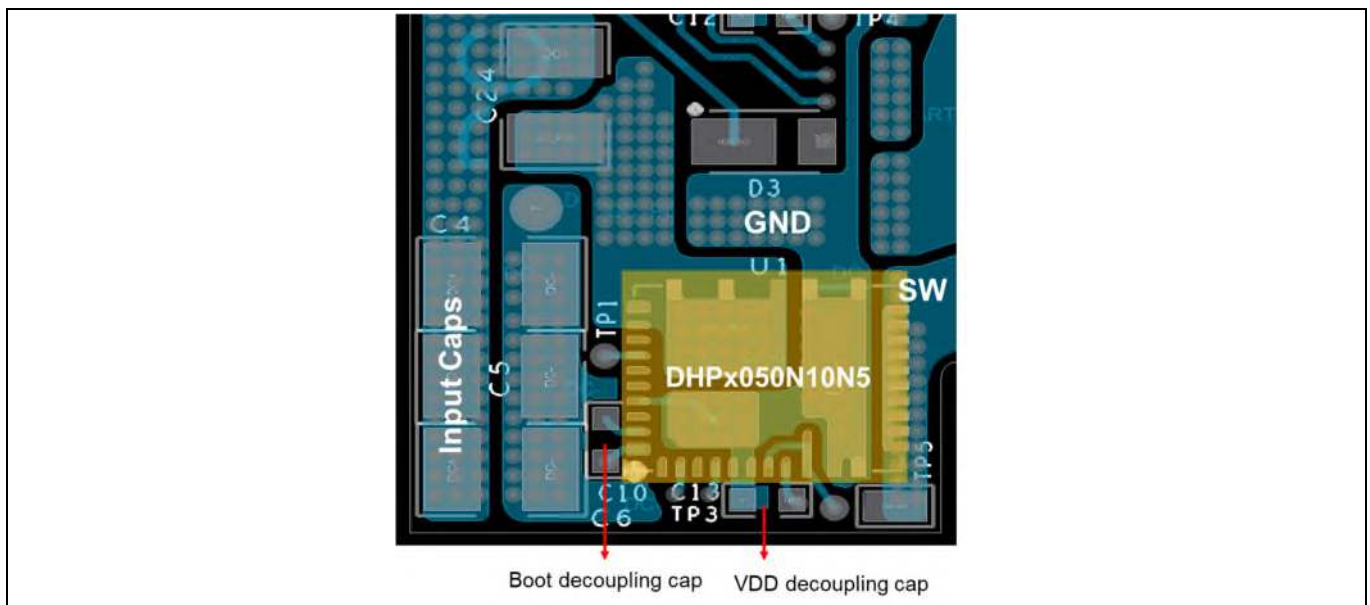 C12
TP4
C24
D3
GND
U1
C4
SW
TP1
Input Caps
C5
DHPx050N10N5
TP5
C10
C13
C6
TP3
Boot decoupling cap
VDD decoupling cap